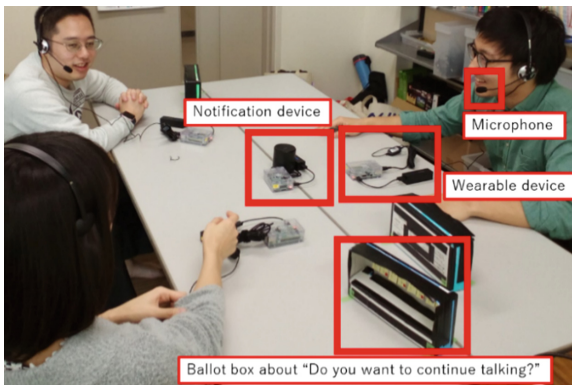 Notification device
Microphone
Wearable device
Ballot box about “Do you want to continue talking?”